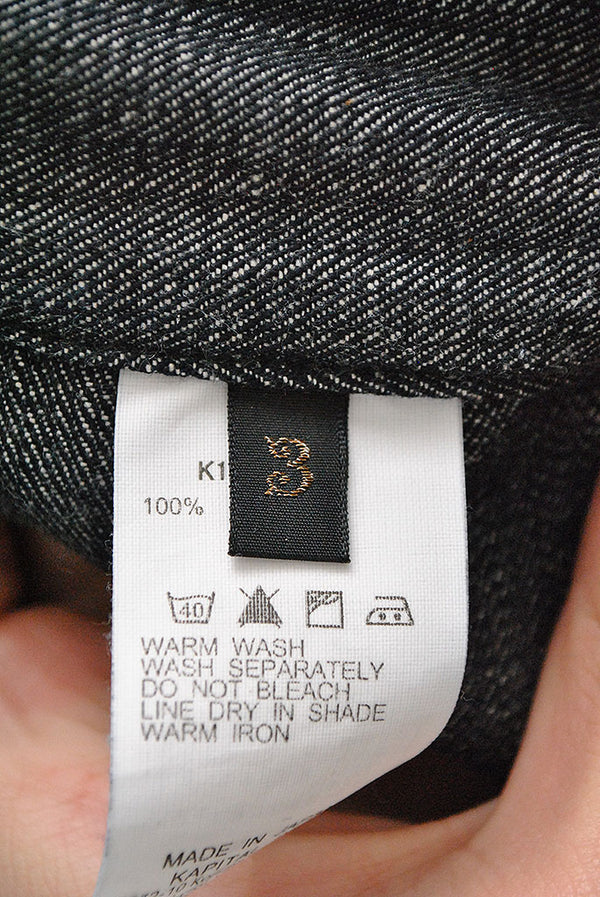 3
K1
100%
40
WARM WASH
WASH SEPARATELY
DO NOT BLEACH
LINE DRY IN SHADE
WARM IRON
MADE IN
KAPITA